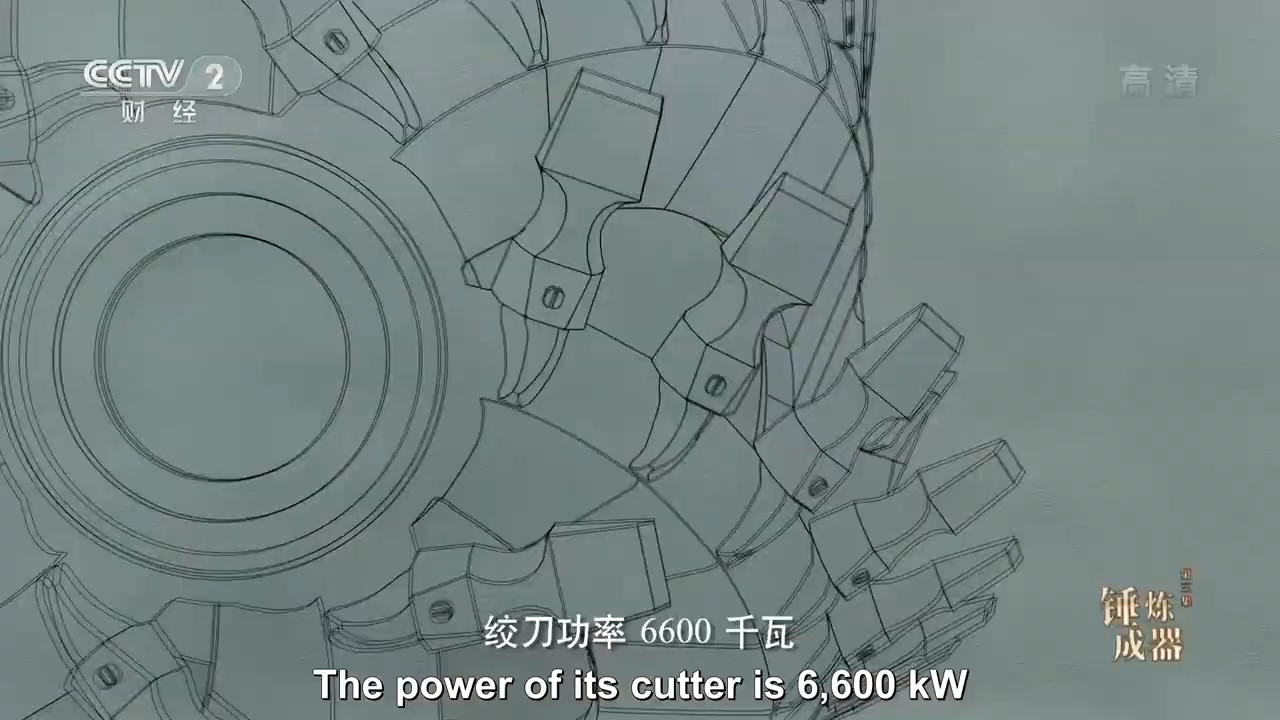 CCTV 2
财经
高清
锤炼
成器
绞刀功率 6600 千瓦
The power of its cutter is 6,600 kW